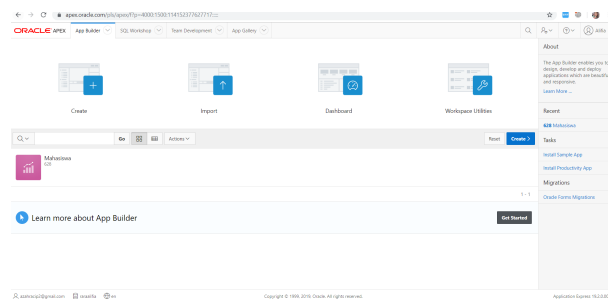 apex.oracle.com/pls/apex/f?p=4000:1500:114152377627717:::
ORACLE APEX App Builder SQL Workshop Team Development App Gallery
Create
Import
Dashboard
Workspace Utilities
Go Actions Reset Create >
Mahasiswa
628
1 - 1
Learn more about App Builder
Get Started
About
The App Builder enables you to
design, develop and deploy
applications which are beautiful
and responsive.
Learn More ...
Recent
628 Mahasiswa
Tasks
Install Sample App
Install Productivity App
Migrations
Oracle Forms Migrations
en
Copyright © 1999, 2019, Oracle. All rights reserved.
Application Express 19.2.0.00